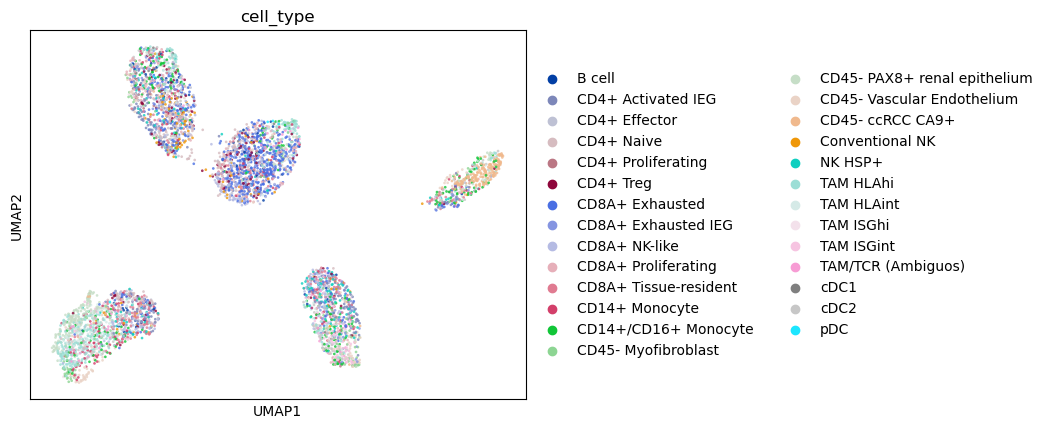 cell_type
UMAP2
UMAP1
B cell
CD4+ Activated IEG
CD4+ Effector
CD4+ Naive
CD4+ Proliferating
CD4+ Treg
CD8A+ Exhausted
CD8A+ Exhausted IEG
CD8A+ NK-like
CD8A+ Proliferating
CD8A+ Tissue-resident
CD14+ Monocyte
CD14+/CD16+ Monocyte
CD45- Myofibroblast
CD45- PAX8+ renal epithelium
CD45- Vascular Endothelium
CD45- ccRCC CA9+
Conventional NK
NK HSP+
TAM HLAhi
TAM HLAint
TAM ISGhi
TAM ISGint
TAM/TCR (Ambiguos)
cDC1
cDC2
pDC